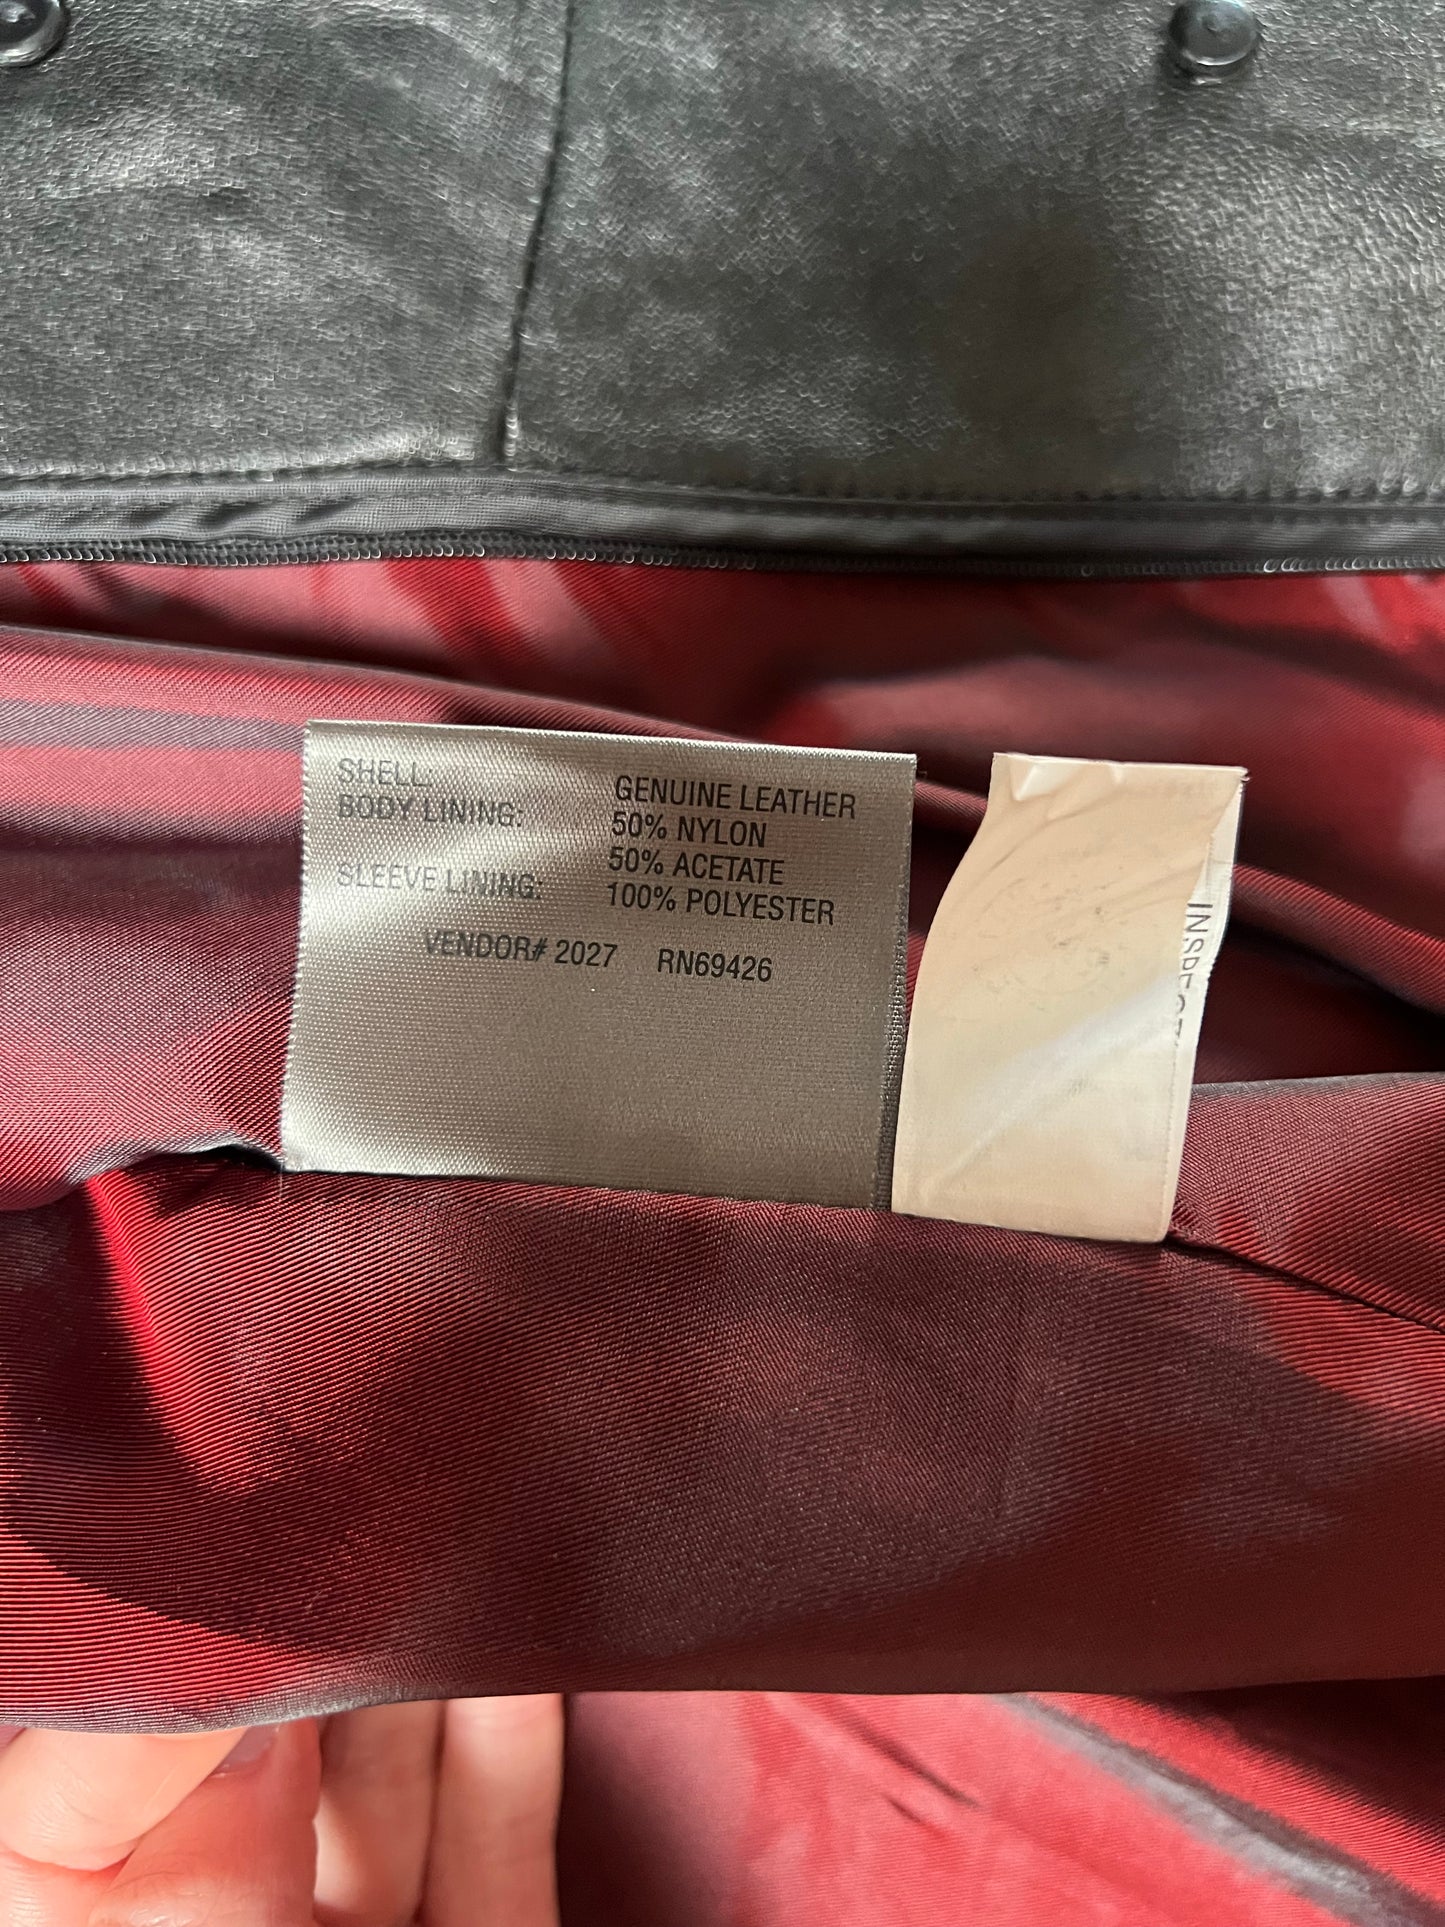 SHELL: GENUINE LEATHER
BODY LINING: 50% NYLON
50% ACETATE
SLEEVE LINING: 100% POLYESTER
VENDOR# 2027 RN69426